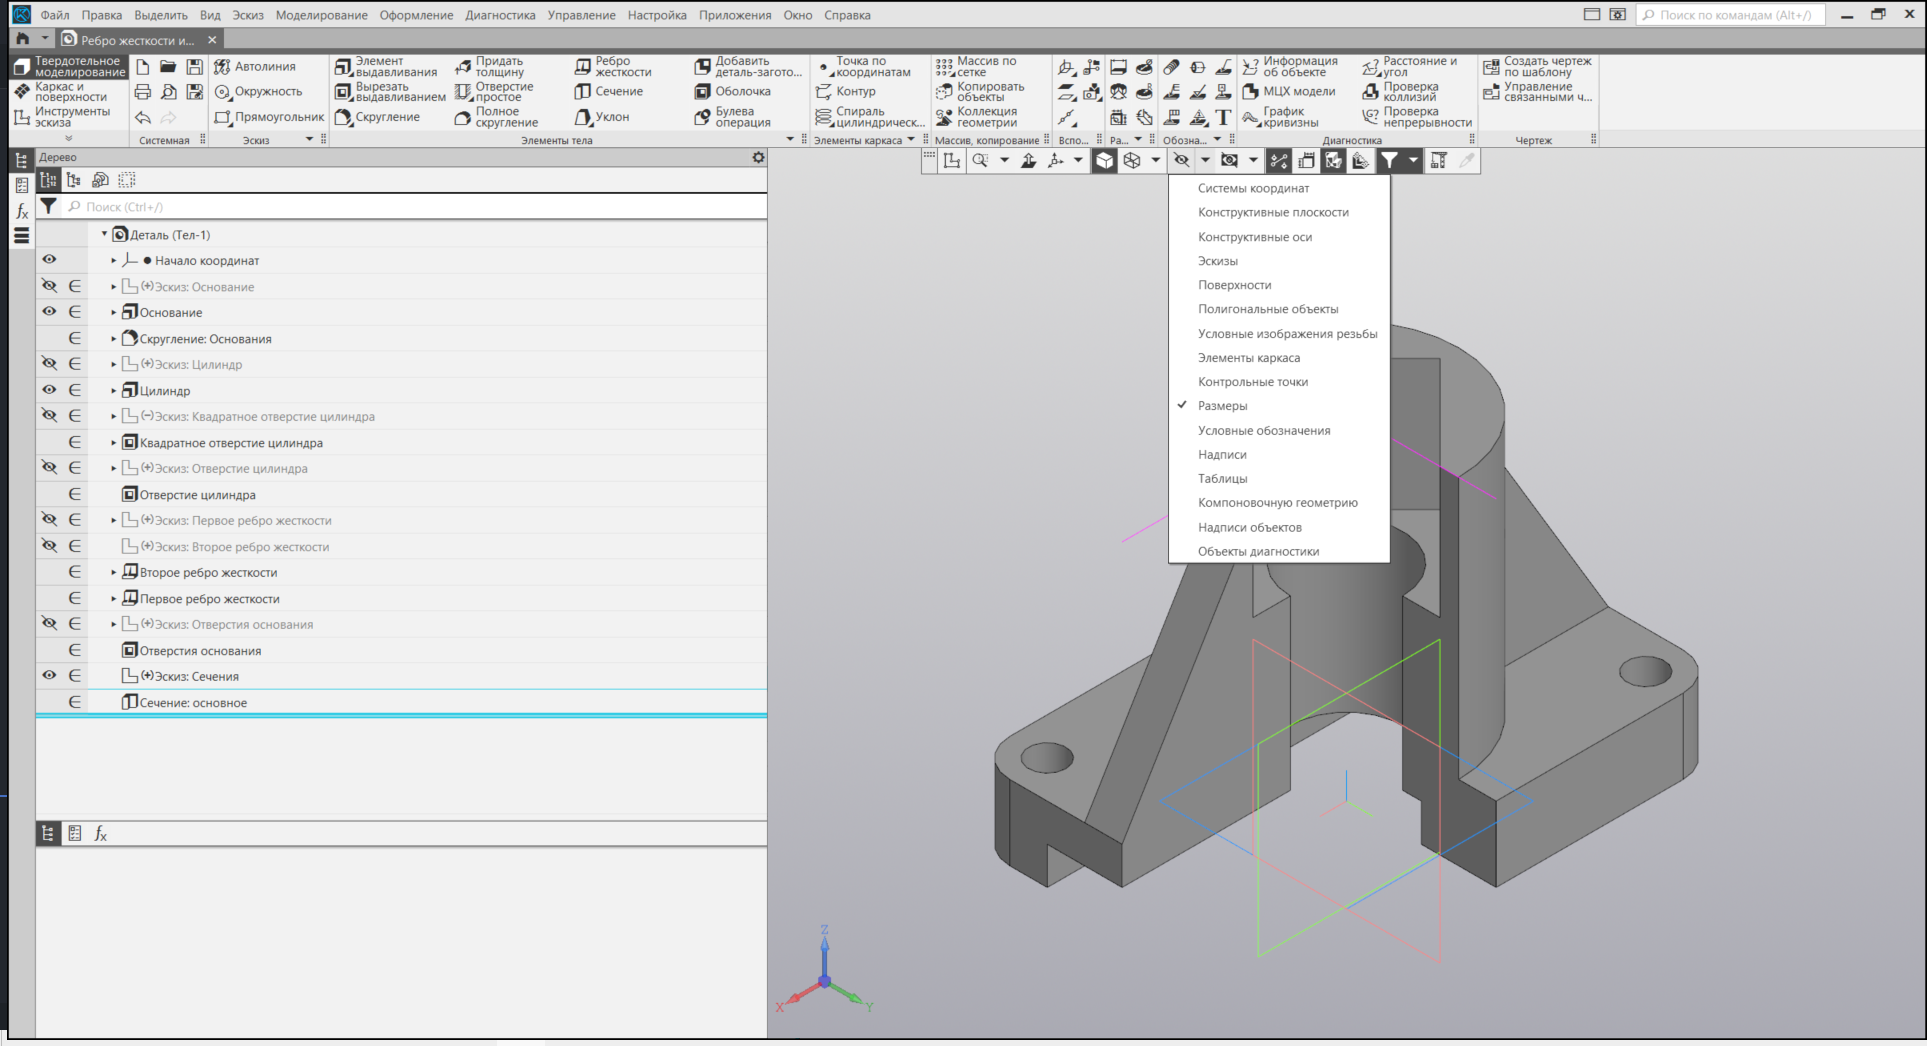 Файл Правка Выделить Вид Эскиз Моделирование Оформление Диагностика Управление Настройка Приложения Окно Справка
Поиск по командам (Alt+/)
Ребро жесткости и...
Твердотельное моделирование
Каркас и поверхности
Инструменты эскиза
Системная
Автолиния
Окружность
Прямоугольник
Эскиз
Элемент выдавливания
Вырезать выдавливанием
Скругление
Придать толщину
Отверстие простое
Полное скругление
Ребро жесткости
Сечение
Уклон
Добавить деталь-загото...
Оболочка
Булева операция
Элементы тела
Точка по координатам
Контур
Спираль цилиндрическ...
Элементы каркаса
Массив по сетке
Копировать объекты
Коллекция геометрии
Массив, копирование
Вспо...
Ра...
Обозна...
Информация об объекте
МЦХ модели
График кривизны
Расстояние и угол
Проверка коллизий
Проверка непрерывности
Диагностика
Создать чертеж по шаблону
Управление связанными ч...
Чертеж
Дерево
Поиск (Ctrl+/)
Деталь (Тел-1)
Начало координат
(+)Эскиз: Основание
Основание
Скругление: Основания
(+)Эскиз: Цилиндр
Цилиндр
(−)Эскиз: Квадратное отверстие цилиндра
Квадратное отверстие цилиндра
(+)Эскиз: Отверстие цилиндра
Отверстие цилиндра
(+)Эскиз: Первое ребро жесткости
(+)Эскиз: Второе ребро жесткости
Второе ребро жесткости
Первое ребро жесткости
(+)Эскиз: Отверстия основания
Отверстия основания
(+)Эскиз: Сечения
Сечение: основное
Системы координат
Конструктивные плоскости
Конструктивные оси
Эскизы
Поверхности
Полигональные объекты
Условные изображения резьбы
Элементы каркаса
Контрольные точки
Размеры
Условные обозначения
Надписи
Таблицы
Компоновочную геометрию
Надписи объектов
Объекты диагностики
Z
X
Y